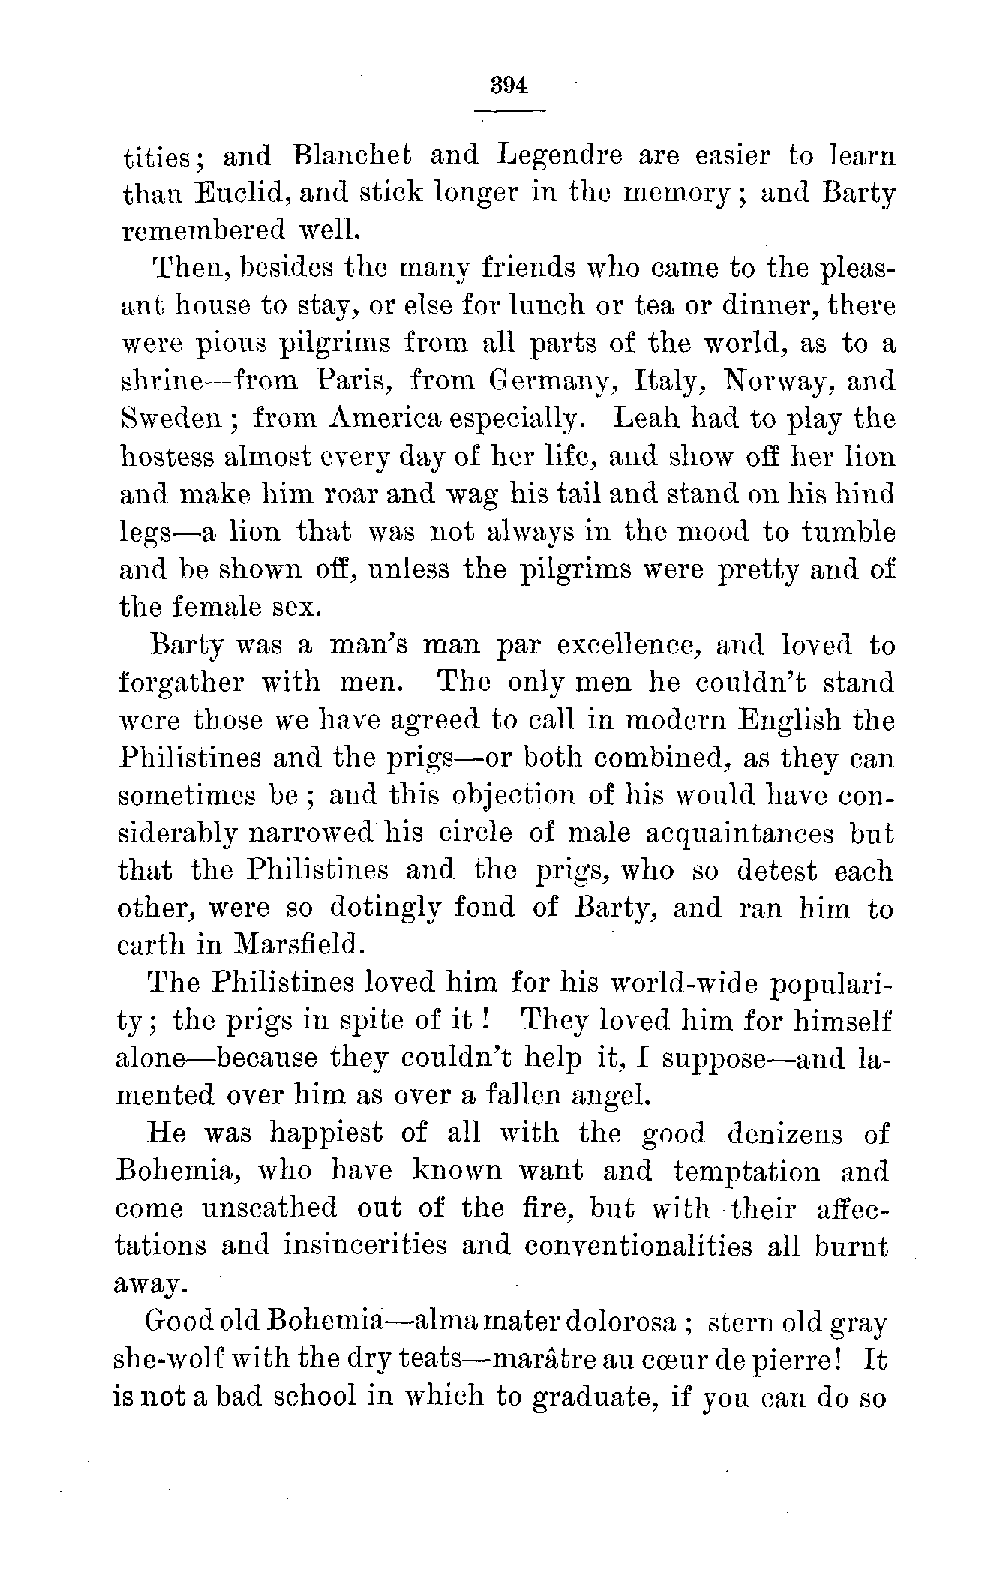 394
tities; and Blanchet and Legendre are easier to learn
than Euclid, and stick longer in the memory; and Barty
remembered well.
Then, besides the many friends who came to the pleas-
ant house to stay, or else for lunch or tea or dinner, there
were pious pilgrims from all parts of the world, as to a
shrine—from Paris, from Germany, Italy, Norway, and
Sweden; from America especially. Leah had to play the
hostess almost every day of her life, and show off her lion
and make him roar and wag his tail and stand on his hind
legs—a lion that was not always in the mood to tumble
and be shown off, unless the pilgrims were pretty and of
the female sex.
Barty was a man's man par excellence, and loved to
forgather with men. The only men he couldn't stand
were those we have agreed to call in modern English the
Philistines and the prigs—or both combined, as they can
sometimes be; and this objection of his would have con-
siderably narrowed his circle of male acquaintances but
that the Philistines and the prigs, who so detest each
other, were so dotingly fond of Barty, and ran him to
earth in Marsfield.
The Philistines loved him for his world-wide populari-
ty; the prigs in spite of it! They loved him for himself
alone—because they couldn't help it, I suppose—and la-
mented over him as over a fallen angel.
He was happiest of all with the good denizens of
Bohemia, who have known want and temptation and
come unscathed out of the fire, but with their affec-
tations and insincerities and conventionalities all burnt
away.
Good old Bohemia—alma mater dolorosa; stern old gray
she-wolf with the dry teats—marâtre au cœur de pierre! It
is not a bad school in which to graduate, if you can do so